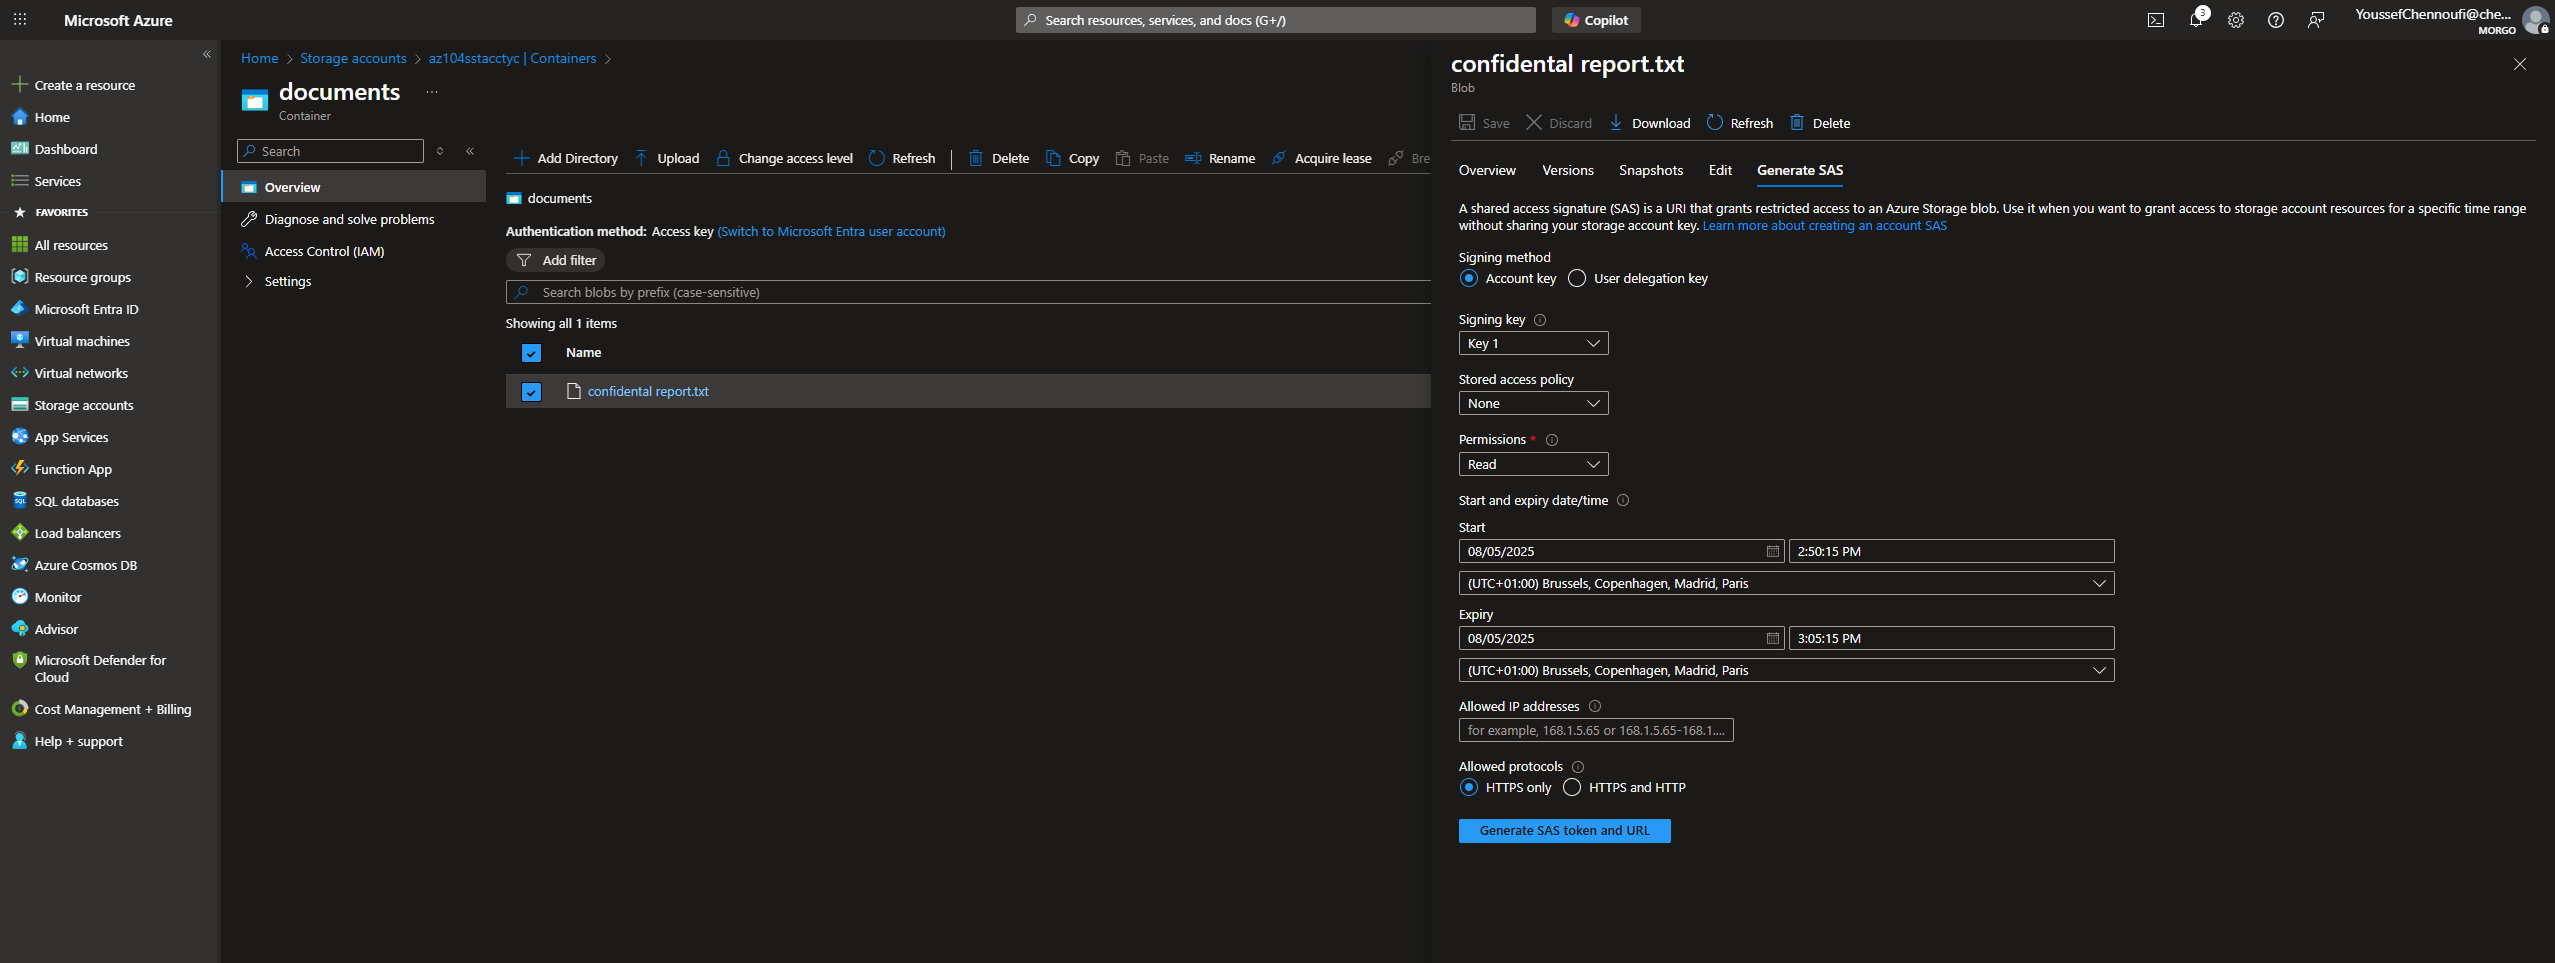 Microsoft Azure
Search resources, services, and docs (G+/)
Copilot
3
YoussefChennoufi@che...
MORGO
Create a resource
Home
Dashboard
Services
FAVORITES
All resources
Resource groups
Microsoft Entra ID
Virtual machines
Virtual networks
Storage accounts
App Services
Function App
SQL databases
Load balancers
Azure Cosmos DB
Monitor
Advisor
Microsoft Defender for
Cloud
Cost Management + Billing
Help + support
Home > Storage accounts > az104sstacctyc | Containers >
documents ...
Container
Search
Overview
Diagnose and solve problems
Access Control (IAM)
Settings
Add Directory Upload Change access level Refresh | Delete Copy Paste Rename Acquire lease Bre
documents
Authentication method: Access key (Switch to Microsoft Entra user account)
Add filter
Search blobs by prefix (case-sensitive)
Showing all 1 items
Name
confidental report.txt
confidental report.txt
Blob
Save Discard Download Refresh Delete
Overview Versions Snapshots Edit Generate SAS
A shared access signature (SAS) is a URI that grants restricted access to an Azure Storage blob. Use it when you want to grant access to storage account resources for a specific time range
without sharing your storage account key. Learn more about creating an account SAS
Signing method
Account key User delegation key
Signing key
Key 1
Stored access policy
None
Permissions *
Read
Start and expiry date/time
Start
08/05/2025 2:50:15 PM
(UTC+01:00) Brussels, Copenhagen, Madrid, Paris
Expiry
08/05/2025 3:05:15 PM
(UTC+01:00) Brussels, Copenhagen, Madrid, Paris
Allowed IP addresses
for example, 168.1.5.65 or 168.1.5.65-168.1....
Allowed protocols
HTTPS only HTTPS and HTTP
Generate SAS token and URL